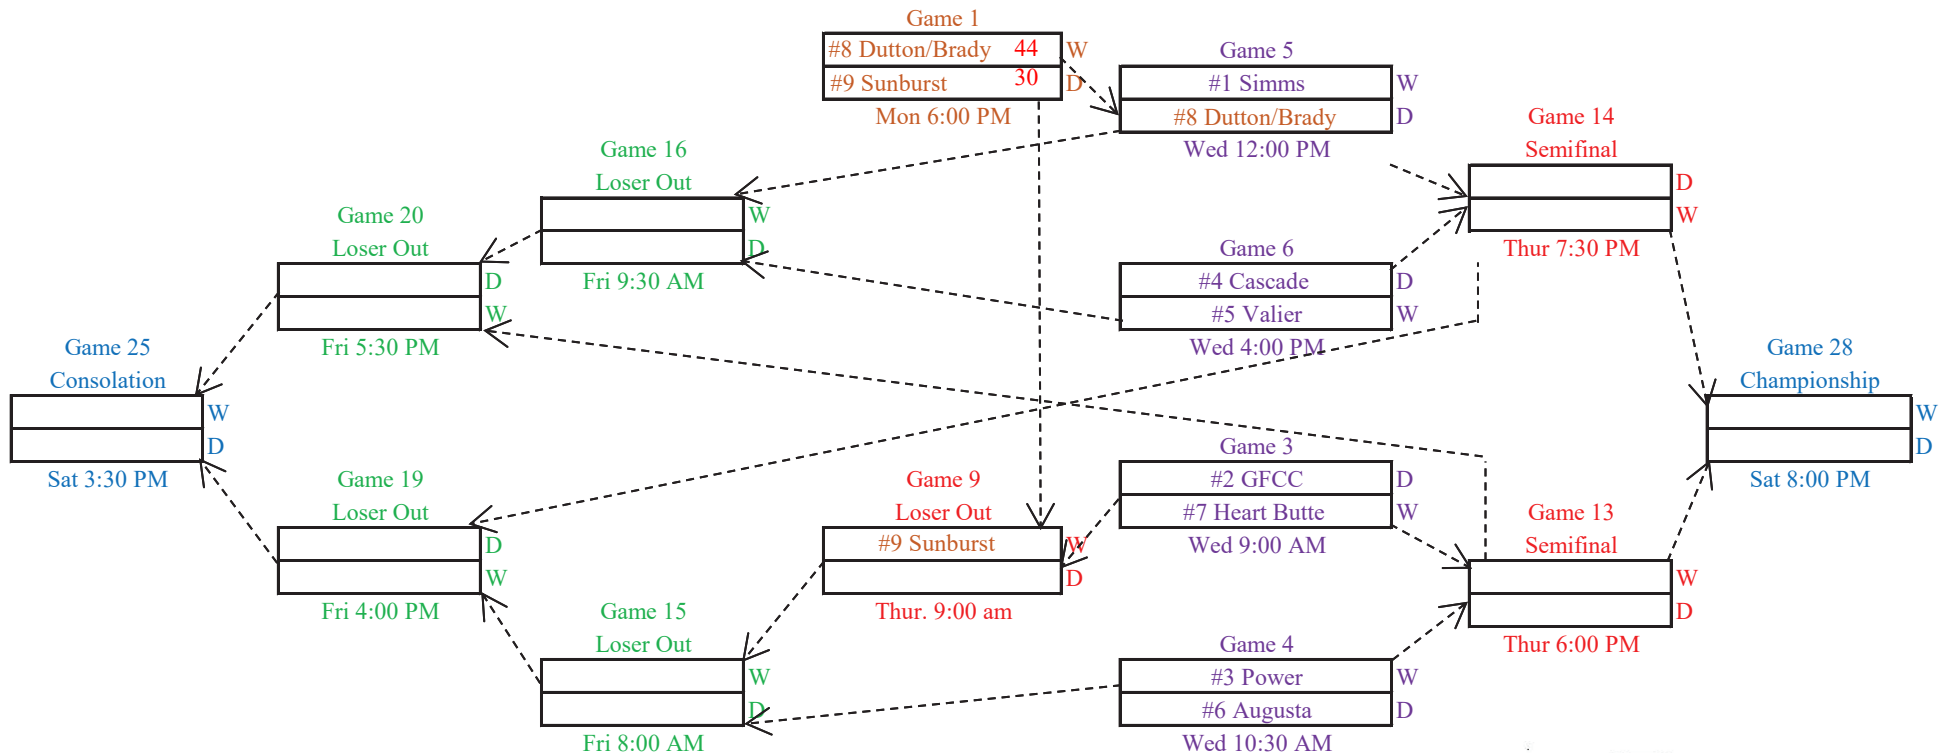 Game 1
#8 Dutton/Brady 44 W
#9 Sunburst 30 D
Mon 6:00 PM
Game 5
#1 Simms W
#8 Dutton/Brady D
Wed 12:00 PM
Game 14
Semifinal
D
W
Thur 7:30 PM
Game 16
Loser Out
W
D
Fri 9:30 AM
Game 20
Loser Out
D
W
Fri 5:30 PM
Game 6
#4 Cascade D
#5 Valier W
Wed 4:00 PM
Game 25
Consolation
W
D
Sat 3:30 PM
Game 28
Championship
W
D
Sat 8:00 PM
Game 3
#2 GFCC D
#7 Heart Butte W
Wed 9:00 AM
Game 19
Loser Out
D
W
Fri 4:00 PM
Game 9
Loser Out
#9 Sunburst W
D
Thur. 9:00 am
Game 13
Semifinal
W
D
Thur 6:00 PM
Game 15
Loser Out
W
D
Fri 8:00 AM
Game 4
#3 Power W
#6 Augusta D
Wed 10:30 AM